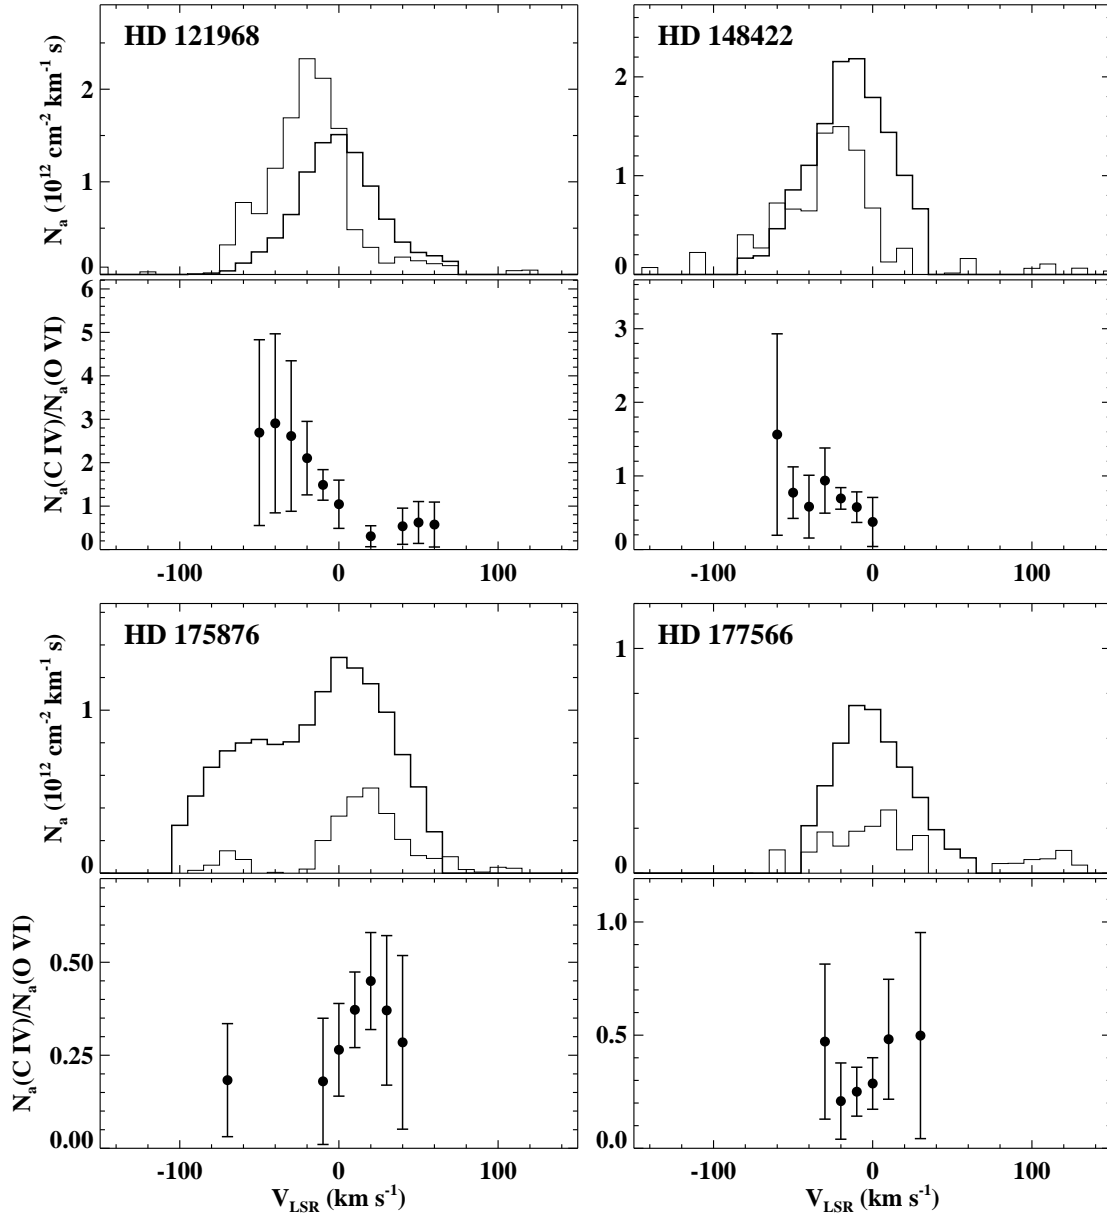 HD 121968
N_a (10^12 cm^-2 km^-1 s)
2
1
0
HD 148422
2
1
0
N_a(C IV)/N_a(O VI)
6
5
4
3
2
1
0
-100 0 100
3
2
1
0
-100 0 100
HD 175876
N_a (10^12 cm^-2 km^-1 s)
1
0
HD 177566
1
0
N_a(C IV)/N_a(O VI)
0.50
0.25
0.00
-100 0 100
V_LSR (km s^-1)
1.0
0.5
0.0
-100 0 100
V_LSR (km s^-1)